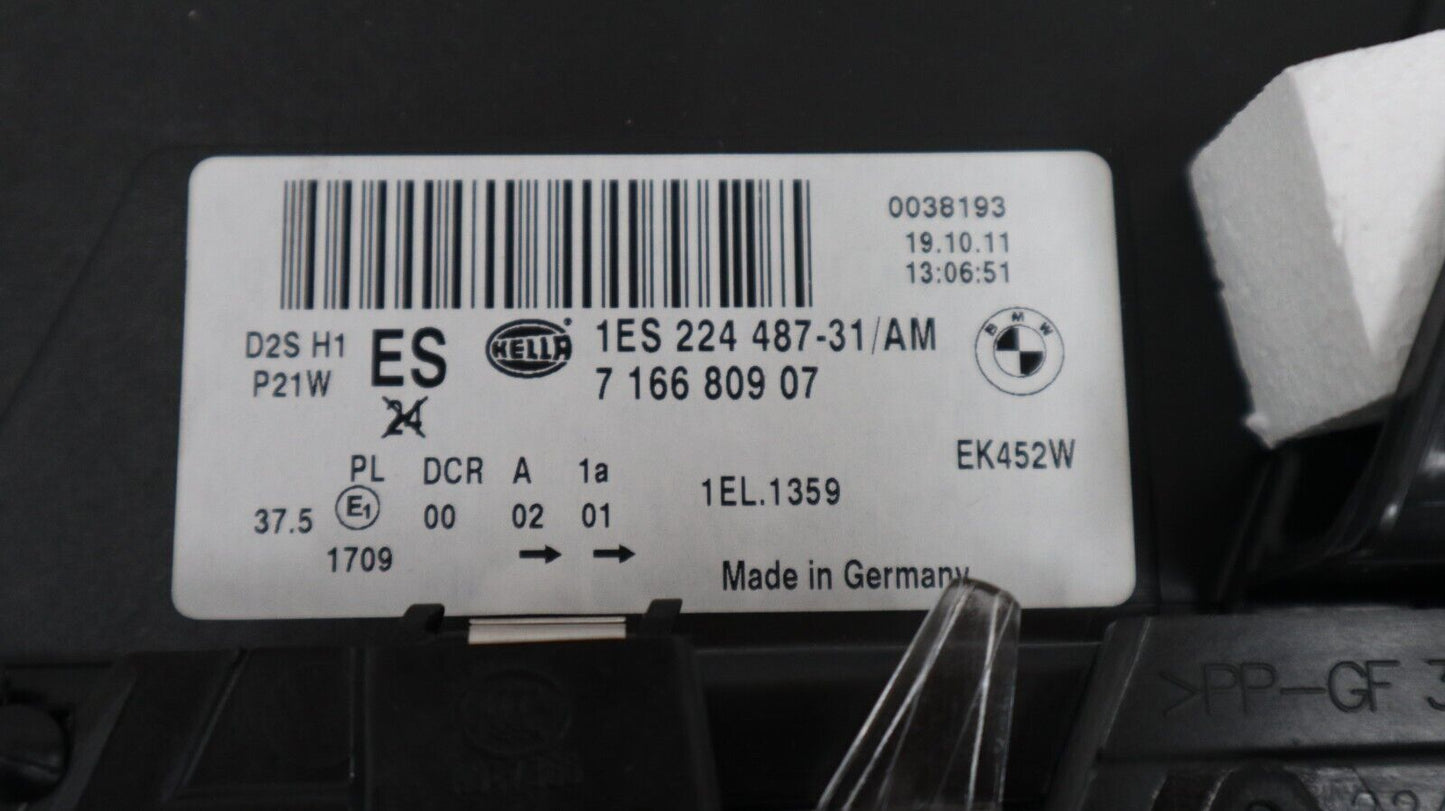 0038193
19.10.11
13:06:51
D2S H1
P21W
ES
24
HELLA
1ES 224 487-31/AM
7 166 809 07
BMW
EK452W
PL DCR A 1a
37.5 E1 00 02 01
1709 → →
1EL.1359
Made in Germany
>PP-GF 3